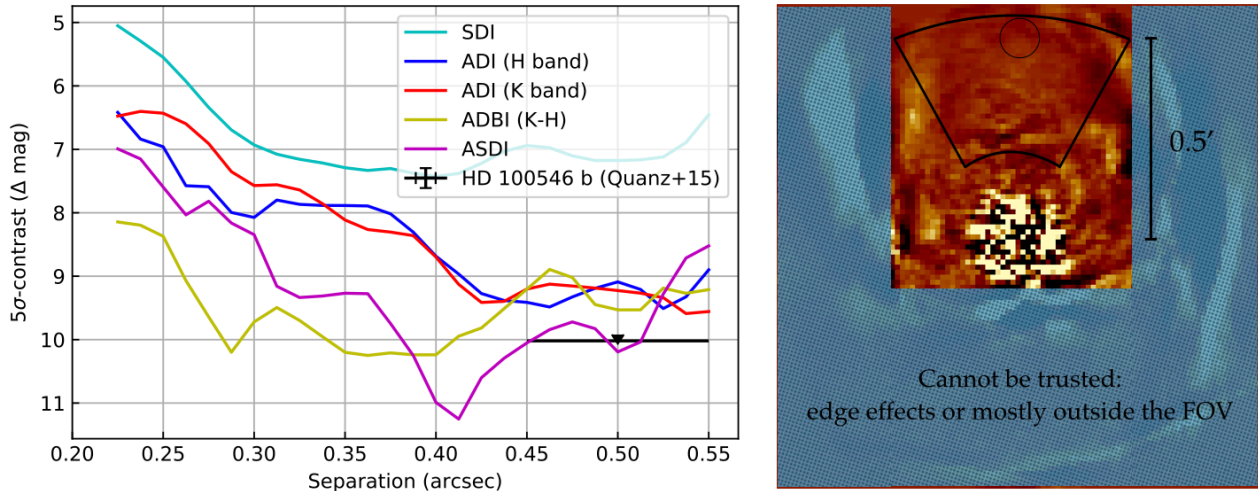 5
6
7
8
9
10
11
5σ-contrast (Δ mag)
0.20 0.25 0.30 0.35 0.40 0.45 0.50 0.55
Separation (arcsec)
SDI
ADI (H band)
ADI (K band)
ADBI (K-H)
ASDI
HD 100546 b (Quanz+15)
0.5′
Cannot be trusted:
edge effects or mostly outside the FOV